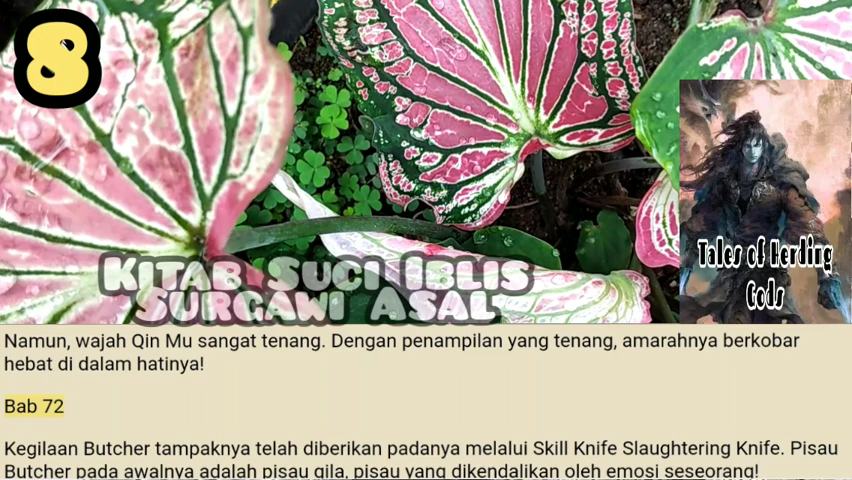 8
Tales of Herding
Gods
Kitab Suci Iblis
Surgawi Asal
Namun, wajah Qin Mu sangat tenang. Dengan penampilan yang tenang, amarahnya berkobar
hebat di dalam hatinya!
Bab 72
Kegilaan Butcher tampaknya telah diberikan padanya melalui Skill Knife Slaughtering Knife. Pisau
Butcher pada awalnya adalah pisau gila, pisau yang dikendalikan oleh emosi seseorang!